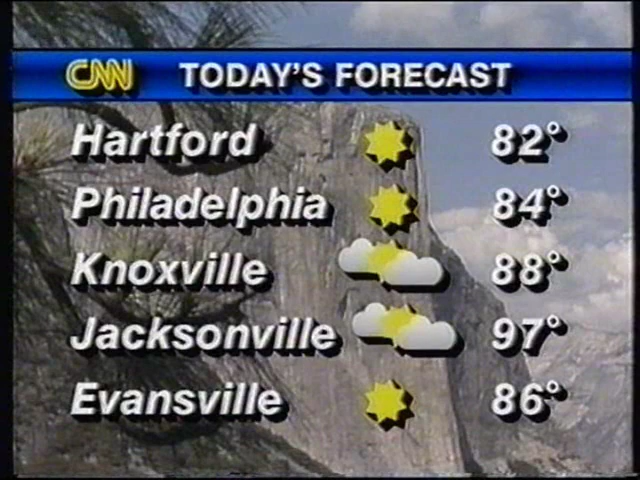 CNN TODAY'S FORECAST
Hartford 82°
Philadelphia 84°
Knoxville 88°
Jacksonville 97°
Evansville 86°